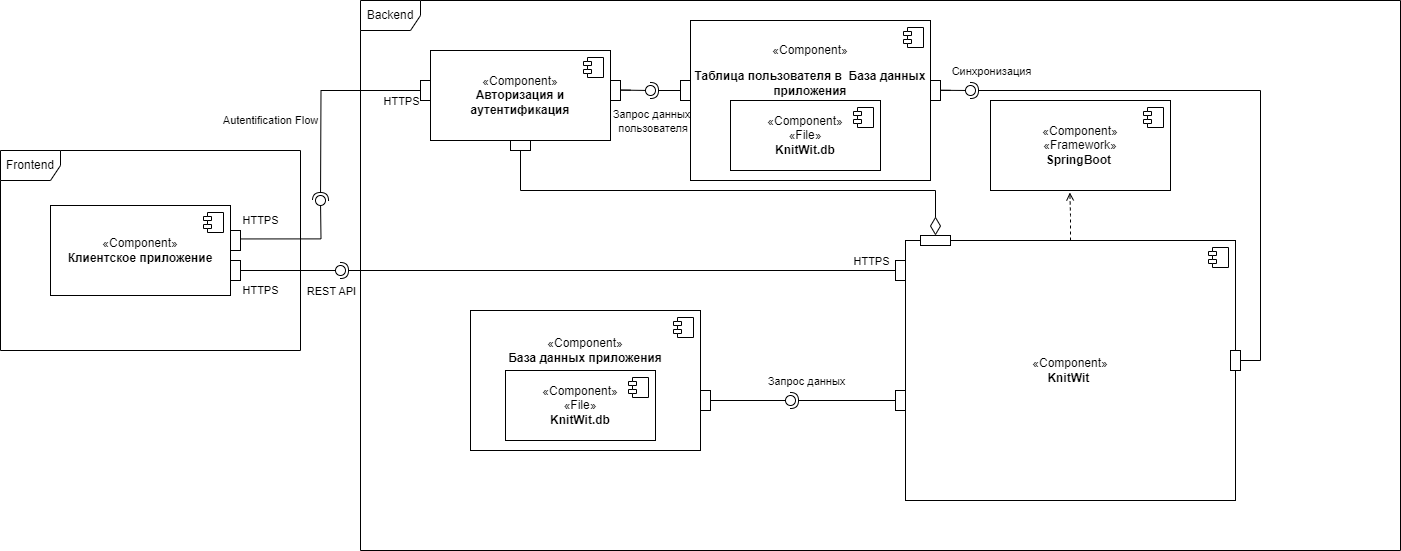 Backend
«Component»
Авторизация и
аутентификация
HTTPS
Autentification Flow
Запрос данных
пользователя
«Component»
Таблица пользователя в База данных
приложения
«Component»
«File»
KnitWit.db
Синхронизация
«Component»
«Framework»
SpringBoot
Frontend
«Component»
Клиентское приложение
HTTPS
HTTPS
REST API
HTTPS
«Component»
База данных приложения
«Component»
«File»
KnitWit.db
Запрос данных
«Component»
KnitWit